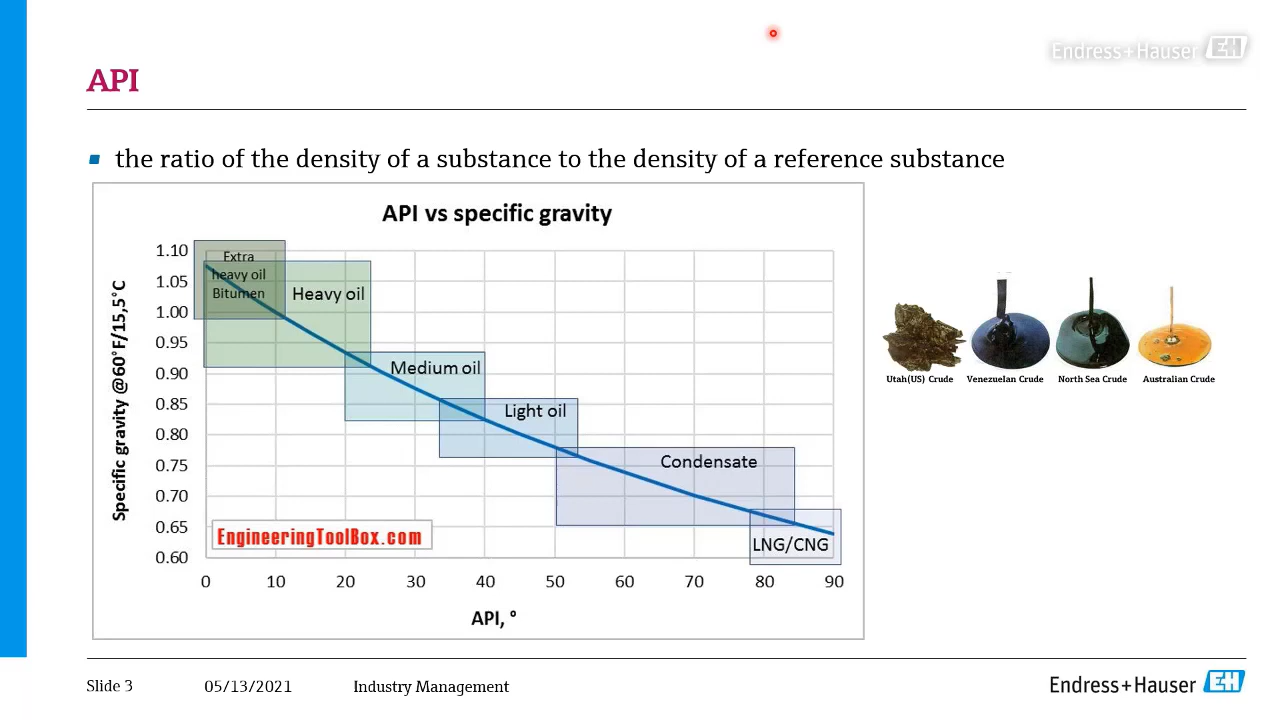 Endress+Hauser EH
API
the ratio of the density of a substance to the density of a reference substance
API vs specific gravity
Specific gravity @60°F/15,5°C
1.10
1.05
1.00
0.95
0.90
0.85
0.80
0.75
0.70
0.65
0.60
Extra
heavy oil
Bitumen
Heavy oil
Medium oil
Light oil
Condensate
LNG/CNG
EngineeringToolBox.com
0 10 20 30 40 50 60 70 80 90
API, °
Utah(US) Crude Venezuelan Crude North Sea Crude Australian Crude
Slide 3 05/13/2021 Industry Management
Endress+Hauser EH